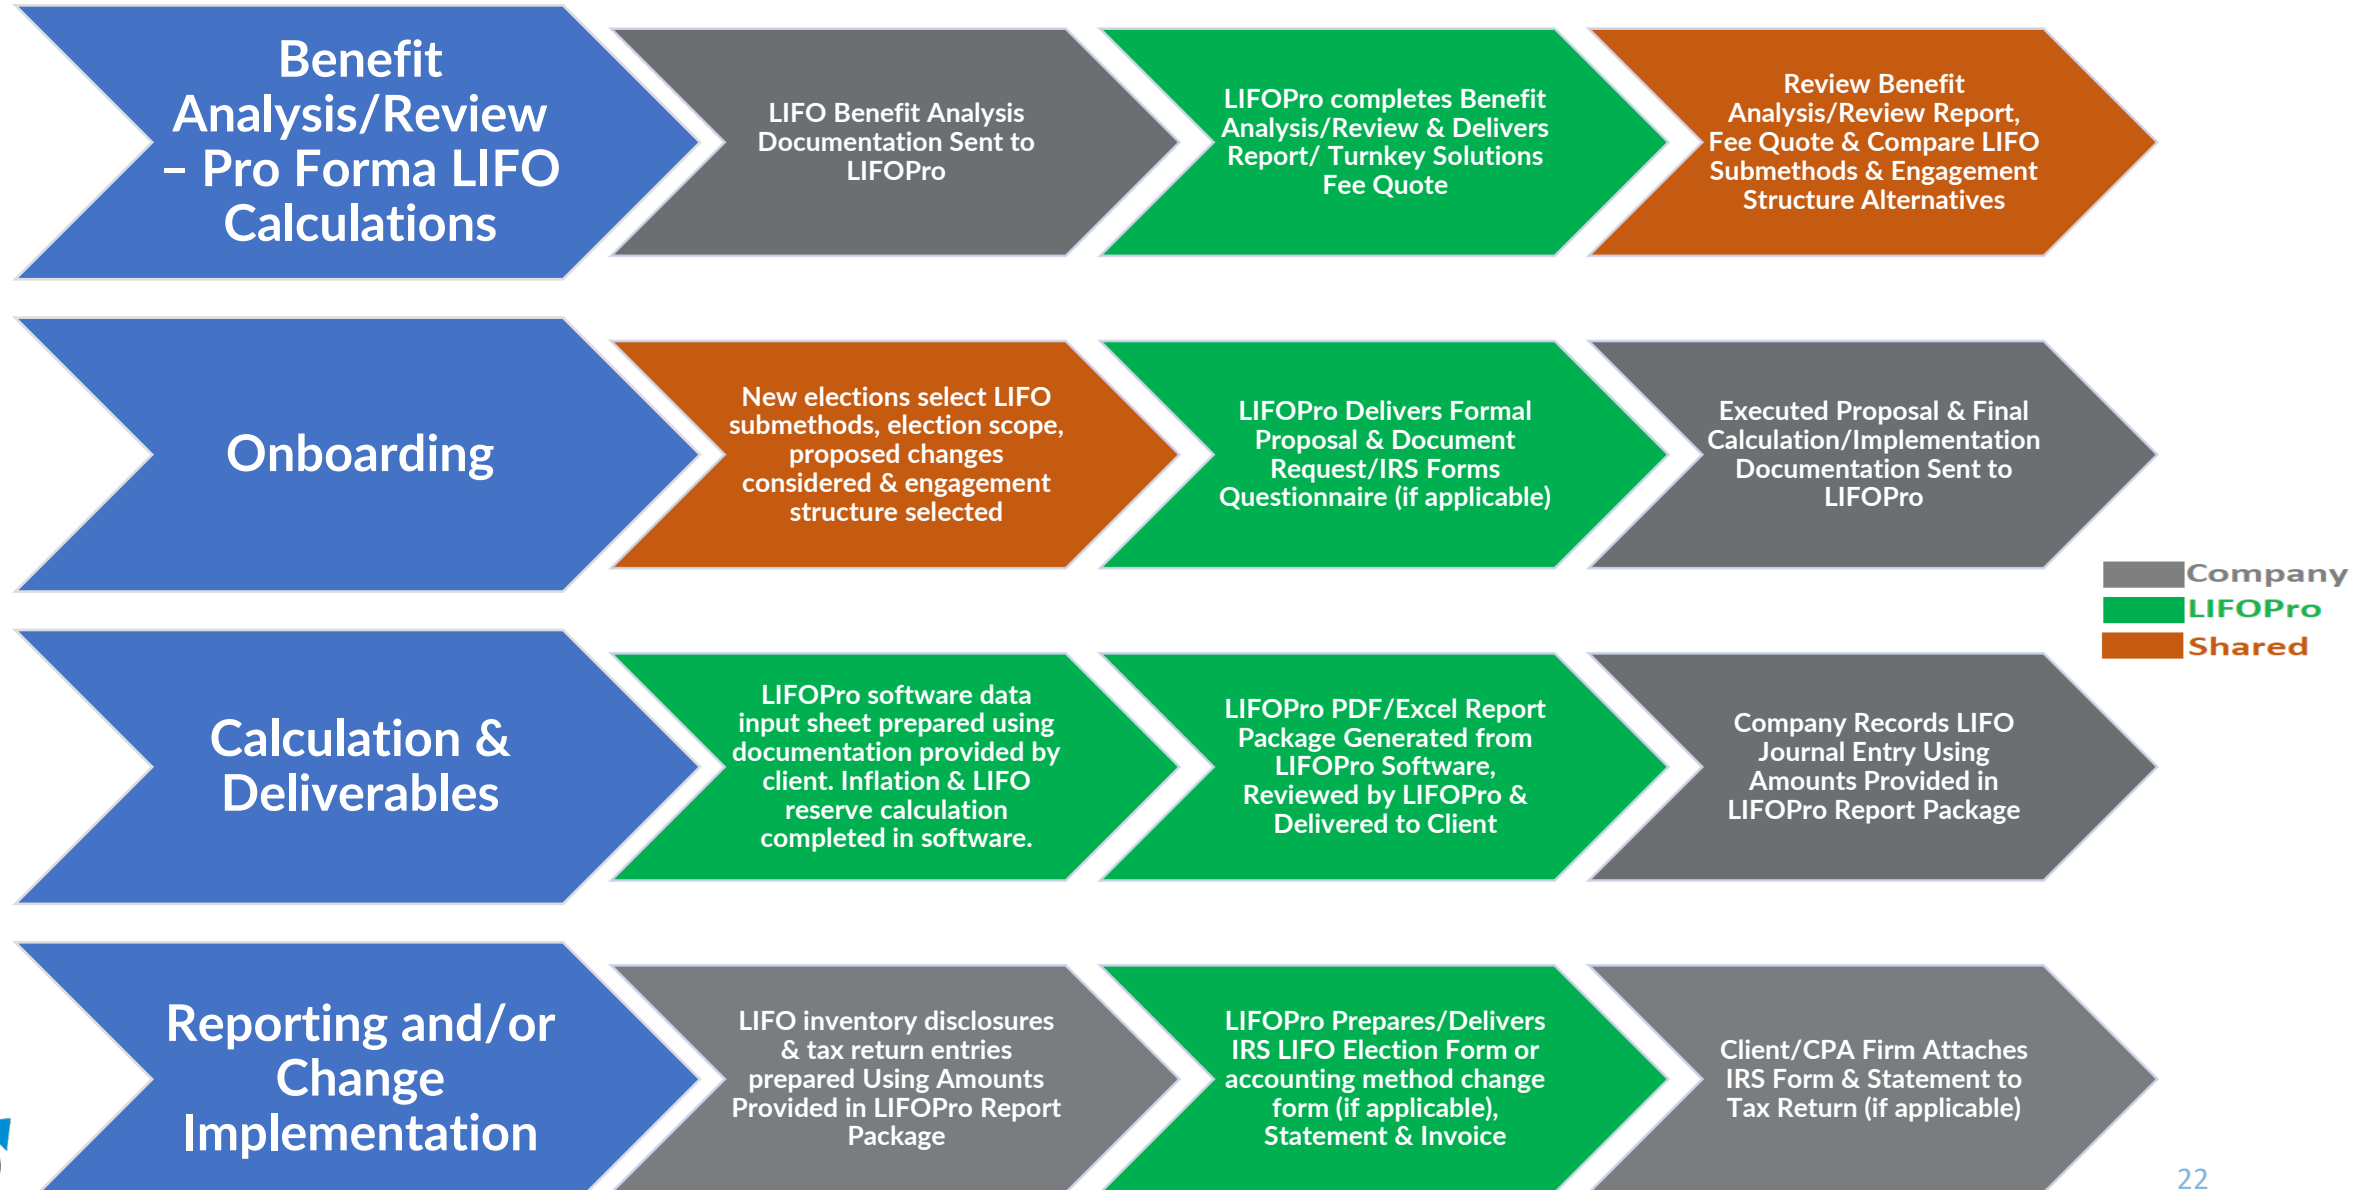 Benefit
Analysis/Review
– Pro Forma LIFO
Calculations
LIFO Benefit Analysis
Documentation Sent to
LIFOPro
LIFOPro completes Benefit
Analysis/Review & Delivers
Report/ Turnkey Solutions
Fee Quote
Review Benefit
Analysis/Review Report,
Fee Quote & Compare LIFO
Submethods & Engagement
Structure Alternatives
Onboarding
New elections select LIFO
submethods, election scope,
proposed changes
considered & engagement
structure selected
LIFOPro Delivers Formal
Proposal & Document
Request/IRS Forms
Questionnaire (if applicable)
Executed Proposal & Final
Calculation/Implementation
Documentation Sent to
LIFOPro
Company
LIFOPro
Shared
Calculation &
Deliverables
LIFOPro software data
input sheet prepared using
documentation provided by
client. Inflation & LIFO
reserve calculation
completed in software.
LIFOPro PDF/Excel Report
Package Generated from
LIFOPro Software,
Reviewed by LIFOPro &
Delivered to Client
Company Records LIFO
Journal Entry Using
Amounts Provided in
LIFOPro Report Package
Reporting and/or
Change
Implementation
LIFO inventory disclosures
& tax return entries
prepared Using Amounts
Provided in LIFOPro Report
Package
LIFOPro Prepares/Delivers
IRS LIFO Election Form or
accounting method change
form (if applicable),
Statement & Invoice
Client/CPA Firm Attaches
IRS Form & Statement to
Tax Return (if applicable)
22